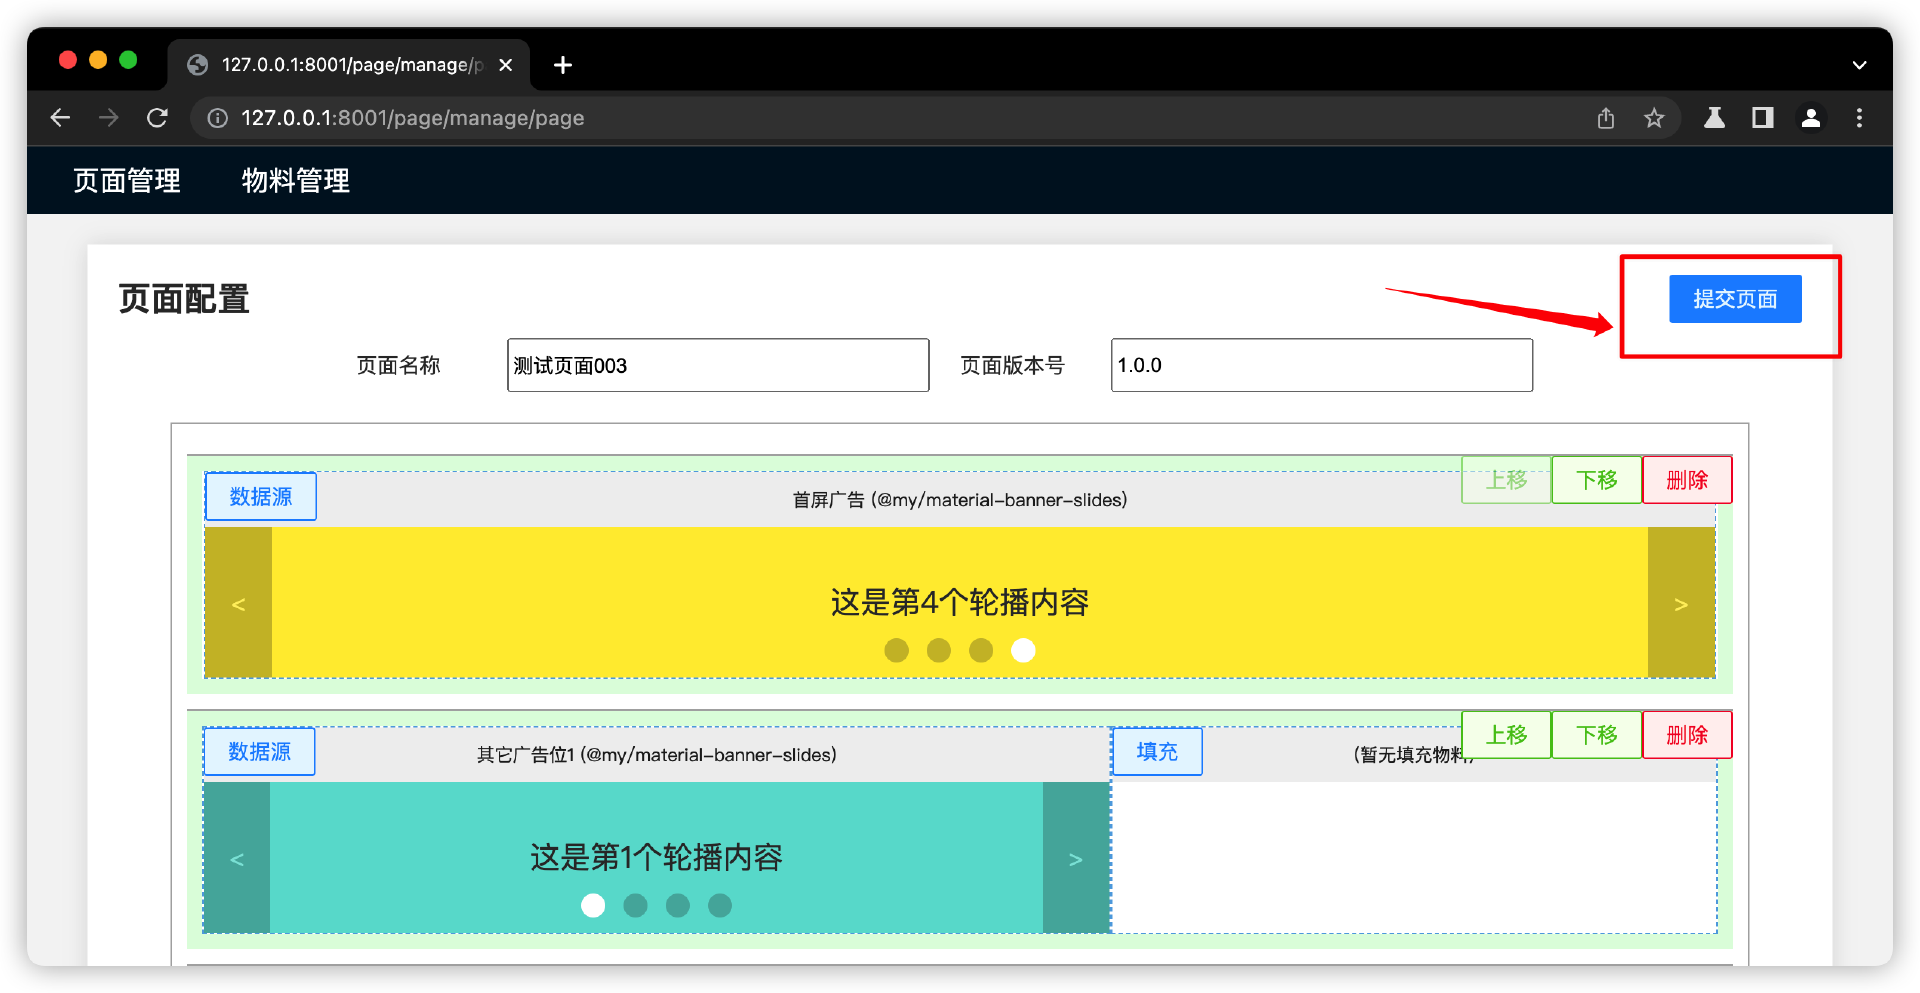 127.0.0.1:8001/page/manage/p
127.0.0.1:8001/page/manage/page
页面管理 物料管理
页面配置 提交页面
页面名称 测试页面003 页面版本号 1.0.0
数据源 首屏广告 (@my/material-banner-slides) 上移 下移 删除
< 这是第4个轮播内容 >
数据源 其它广告位1 (@my/material-banner-slides) 填充 (暂无填充物料) 上移 下移 删除
< 这是第1个轮播内容 >